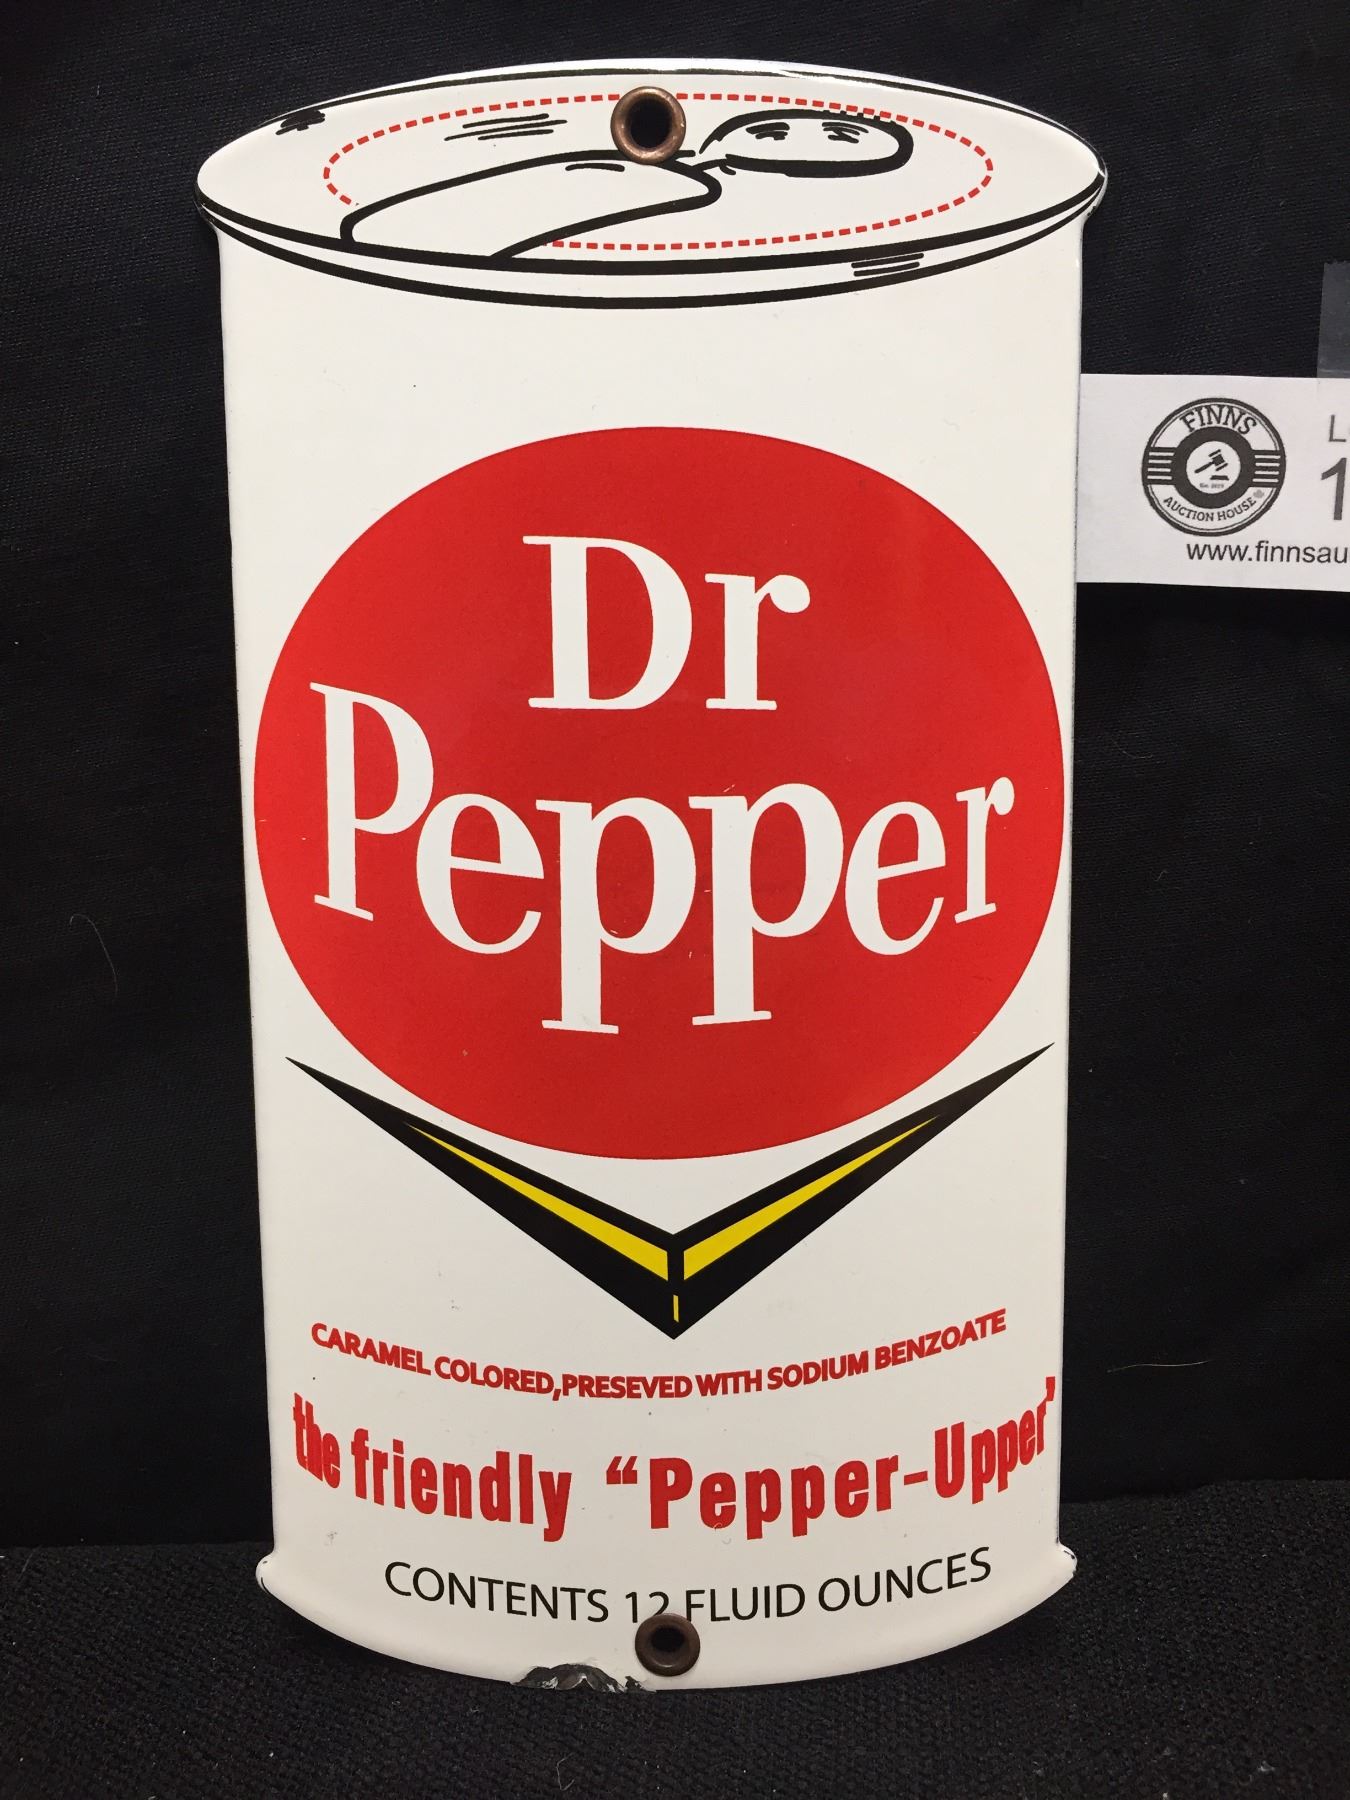 Dr
Pepper
CARAMEL COLORED,PRESEVED WITH SODIUM BENZOATE
the friendly “Pepper-Upper’
CONTENTS 12 FLUID OUNCES
FINNS
AUCTION HOUSE
www.finnsau